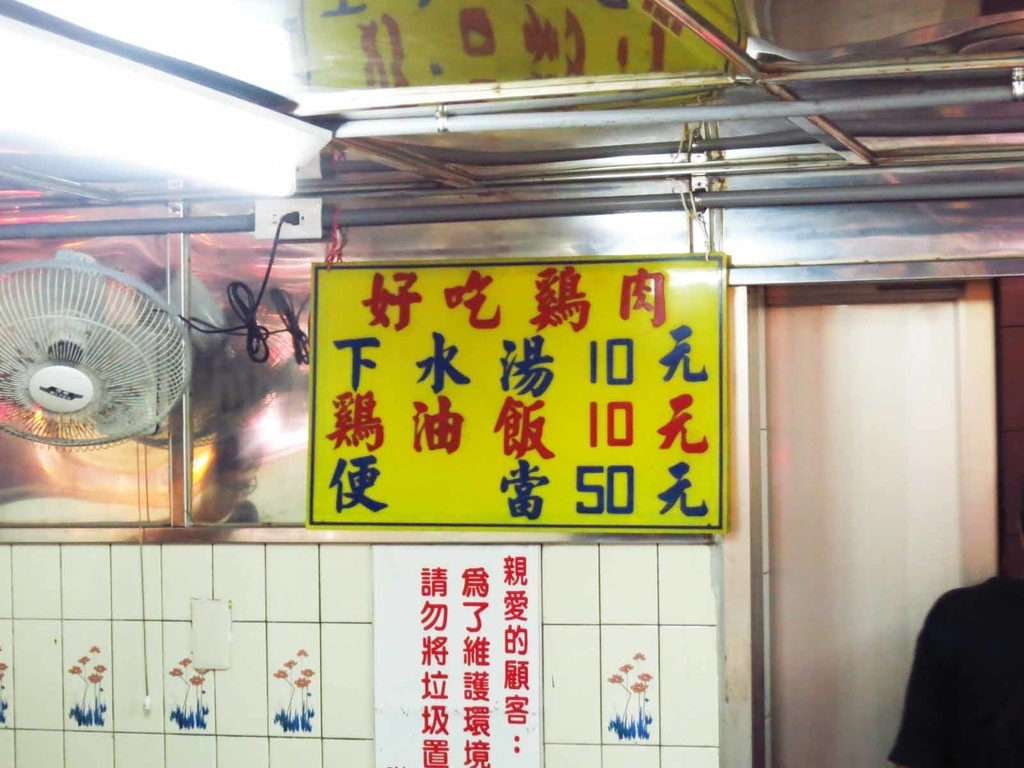 好吃鷄肉
下水湯10元
鷄油飯10元
便當50元
親愛的顧客：
為了維護環境
請勿將垃圾置